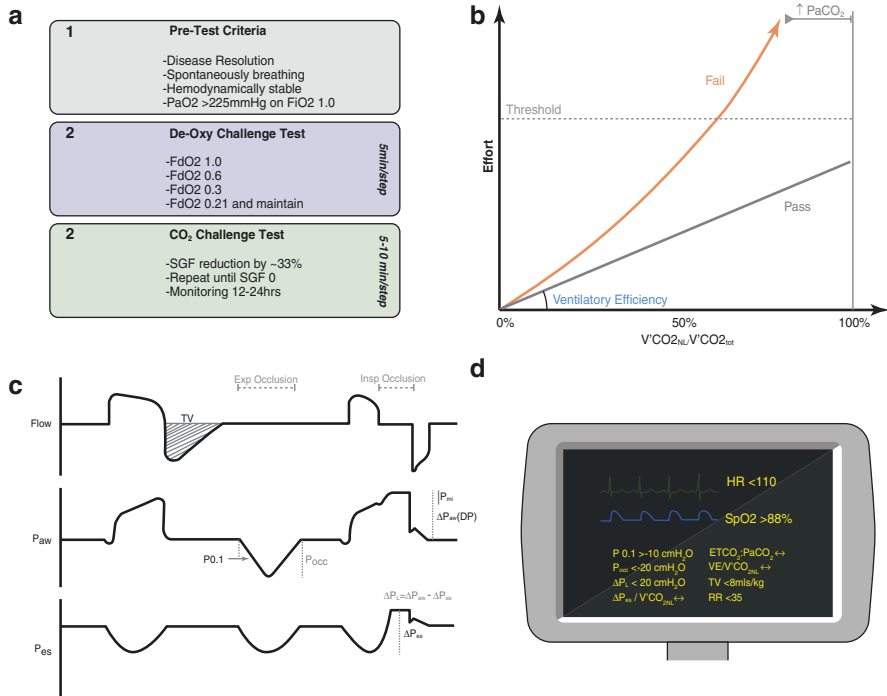 a
1 Pre-Test Criteria
-Disease Resolution
-Spontaneously breathing
-Hemodynamically stable
-PaO2 >225mmHg on FiO2 1.0
2 De-Oxy Challenge Test
-FdO2 1.0
-FdO2 0.6
-FdO2 0.3
-FdO2 0.21 and maintain
5min/step
2 CO₂ Challenge Test
-SGF reduction by ~33%
-Repeat until SGF 0
-Monitoring 12-24hrs
5-10 min/step
b
↑ PaCO₂
Fail
Threshold
Effort
Pass
Ventilatory Efficiency
0% 50% 100%
V'CO2NL/V'CO2tot
c
Exp Occlusion Insp Occlusion
TV
Flow
Pmi
ΔPaw(DP)
Paw
P0.1
Pocc
ΔPL=ΔPaw - ΔPes
ΔPes
Pes
d
HR <110
SpO2 >88%
P 0.1 >-10 cmH₂O ETCO₂:PaCO₂↔
Pocc <-20 cmH₂O VE/V'CO₂NL↔
ΔPL < 20 cmH₂O TV <8mls/kg
ΔPes / V'CO₂NL↔ RR <35